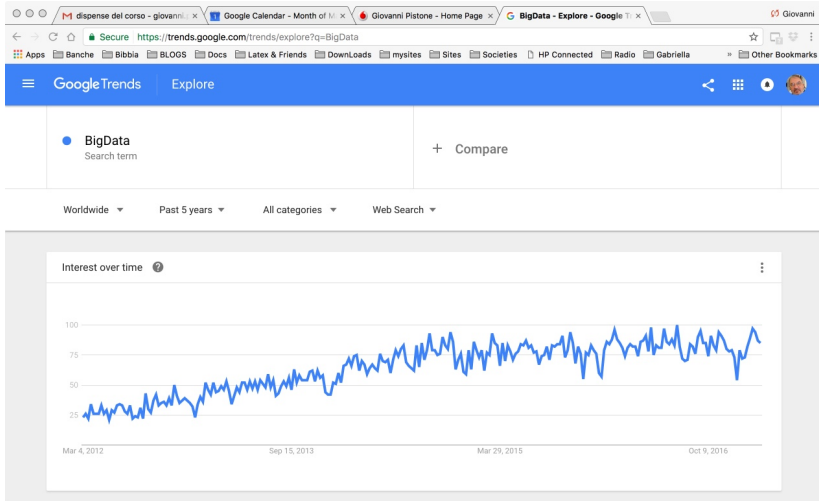 dispense del corso - giovanni.
Google Calendar - Month of M
Giovanni Pistone - Home Page
BigData - Explore - Google Tr
Giovanni
Secure https://trends.google.com/trends/explore?q=BigData
Apps Banche Bibbia BLOGS Docs Latex & Friends DownLoads mysites Sites Societies HP Connected Radio Gabriella » Other Bookmarks
Google Trends Explore
BigData
Search term
+ Compare
Worldwide Past 5 years All categories Web Search
Interest over time ?
100
75
50
25
Mar 4, 2012 Sep 15, 2013 Mar 29, 2015 Oct 9, 2016